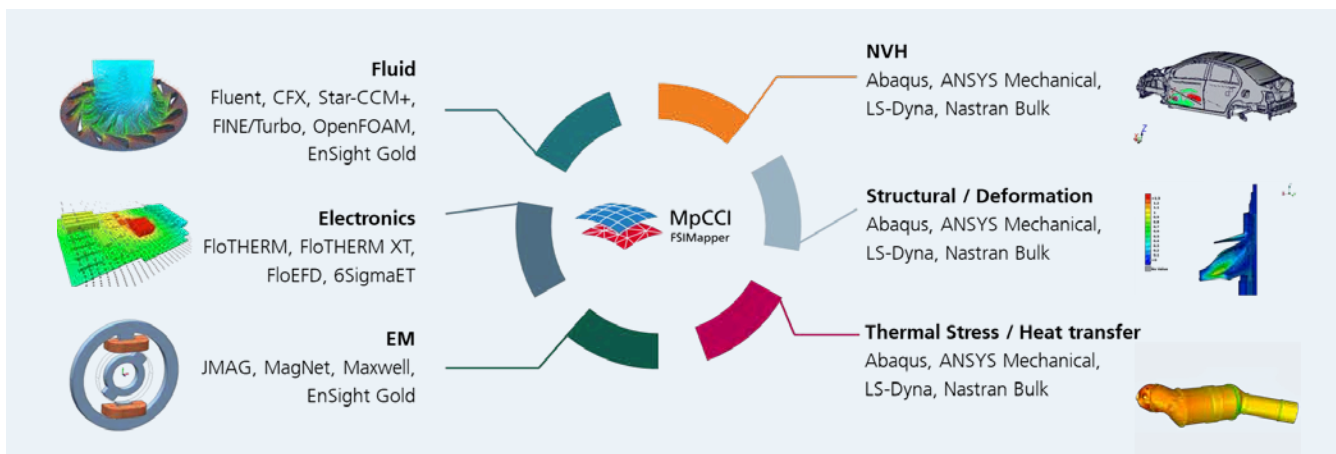 Fluid
Fluent, CFX, Star-CCM+,
FINE/Turbo, OpenFOAM,
EnSight Gold
Electronics
FloTHERM, FloTHERM XT,
FloEFD, 6SigmaET
EM
JMAG, MagNet, Maxwell,
EnSight Gold
MpCCI
FSIMapper
NVH
Abaqus, ANSYS Mechanical,
LS-Dyna, Nastran Bulk
Structural / Deformation
Abaqus, ANSYS Mechanical,
LS-Dyna, Nastran Bulk
Thermal Stress / Heat transfer
Abaqus, ANSYS Mechanical,
LS-Dyna, Nastran Bulk